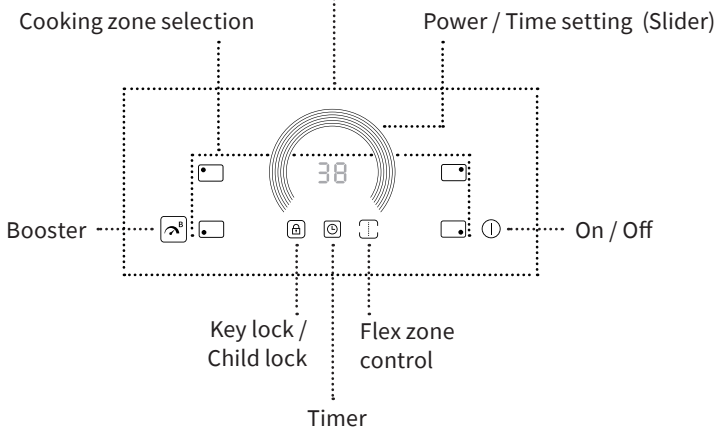 Cooking zone selection
Power / Time setting (Slider)
38
B
Booster
On / Off
Key lock /
Child lock
Flex zone
control
Timer